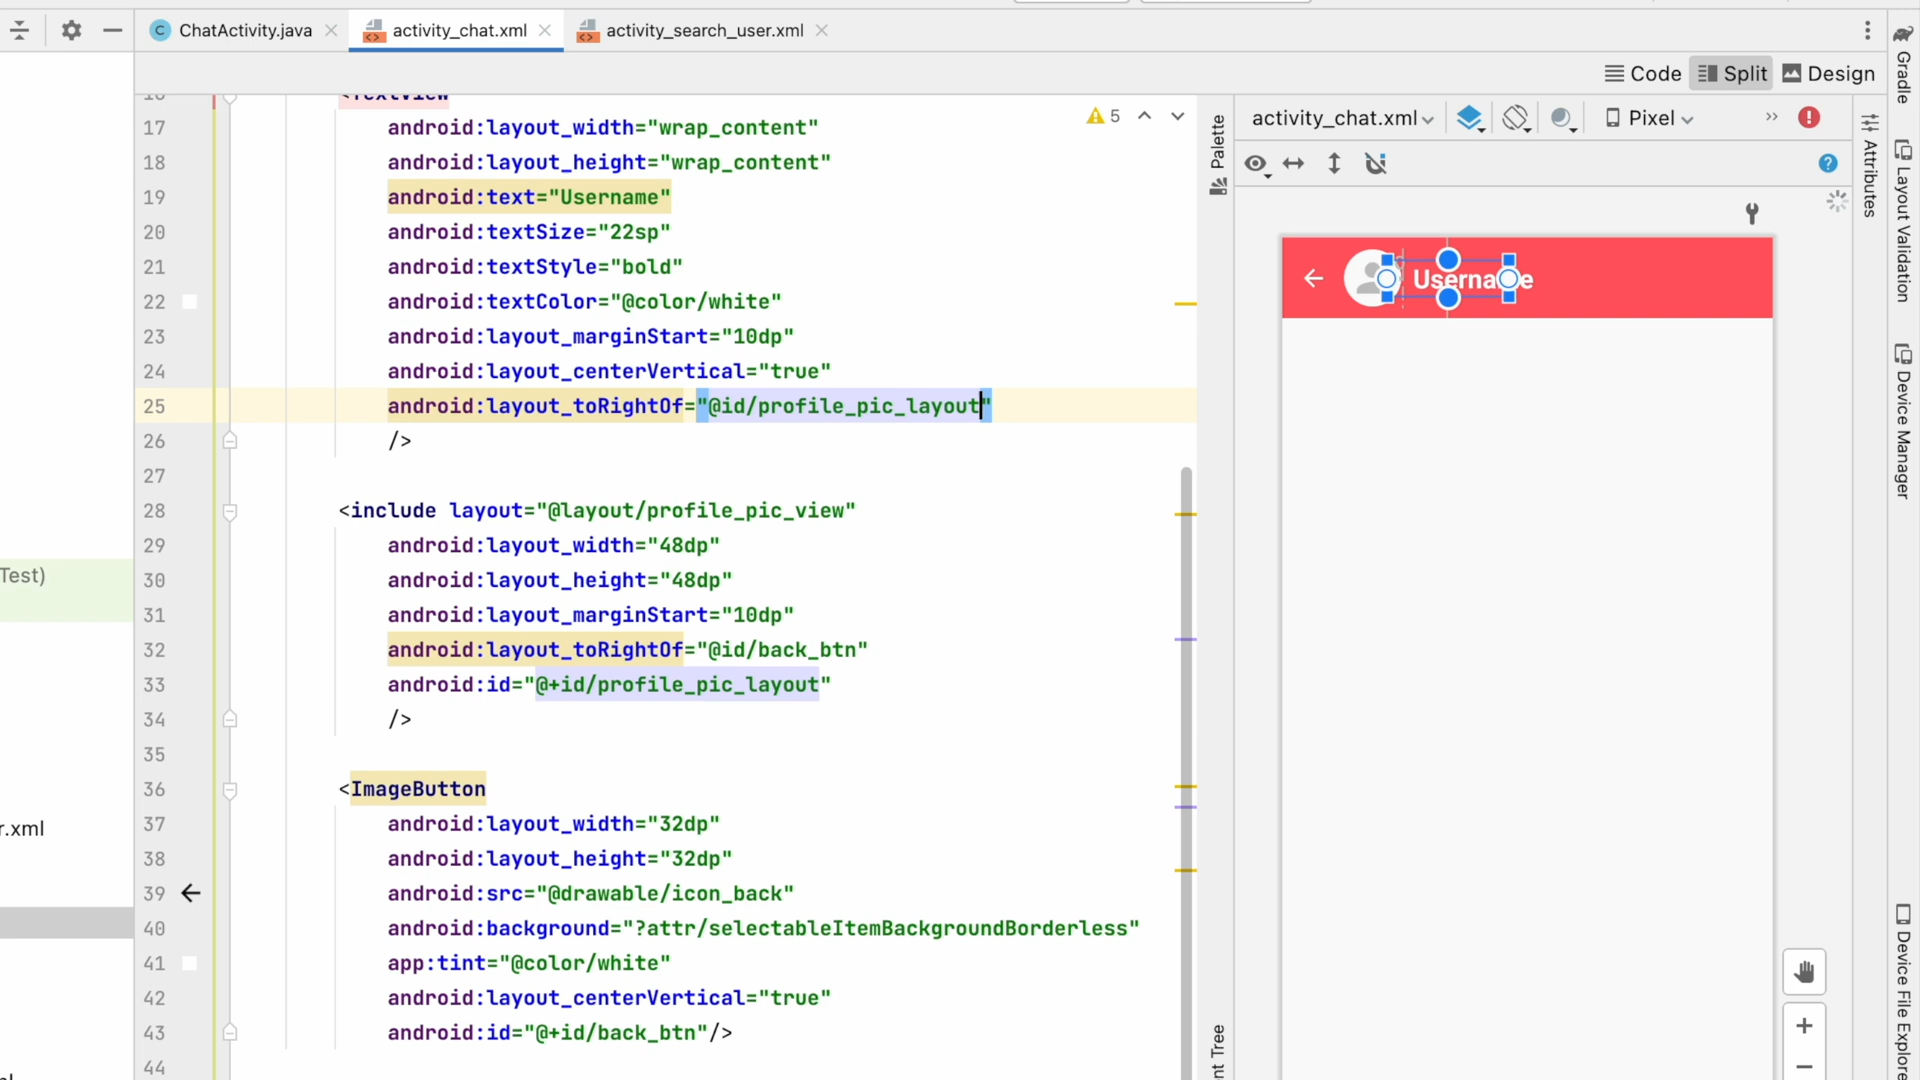 ChatActivity.java
activity_chat.xml
activity_search_user.xml
Code
Split
Design
Gradle
16 <TextView
17 android:layout_width="wrap_content"
18 android:layout_height="wrap_content"
19 android:text="Username"
20 android:textSize="22sp"
21 android:textStyle="bold"
22 android:textColor="@color/white"
23 android:layout_marginStart="10dp"
24 android:layout_centerVertical="true"
25 android:layout_toRightOf="@id/profile_pic_layout"
26 />
27
28 <include layout="@layout/profile_pic_view"
29 android:layout_width="48dp"
30 android:layout_height="48dp"
31 android:layout_marginStart="10dp"
32 android:layout_toRightOf="@id/back_btn"
33 android:id="@+id/profile_pic_layout"
34 />
35
36 <ImageButton
37 android:layout_width="32dp"
38 android:layout_height="32dp"
39 android:src="@drawable/icon_back"
40 android:background="?attr/selectableItemBackgroundBorderless"
41 app:tint="@color/white"
42 android:layout_centerVertical="true"
43 android:id="@+id/back_btn"/>
44
5
Test)
r.xml
Palette
activity_chat.xml
Pixel
Username
Attributes
Layout Validation
Device Manager
Device File Explore
nt Tree